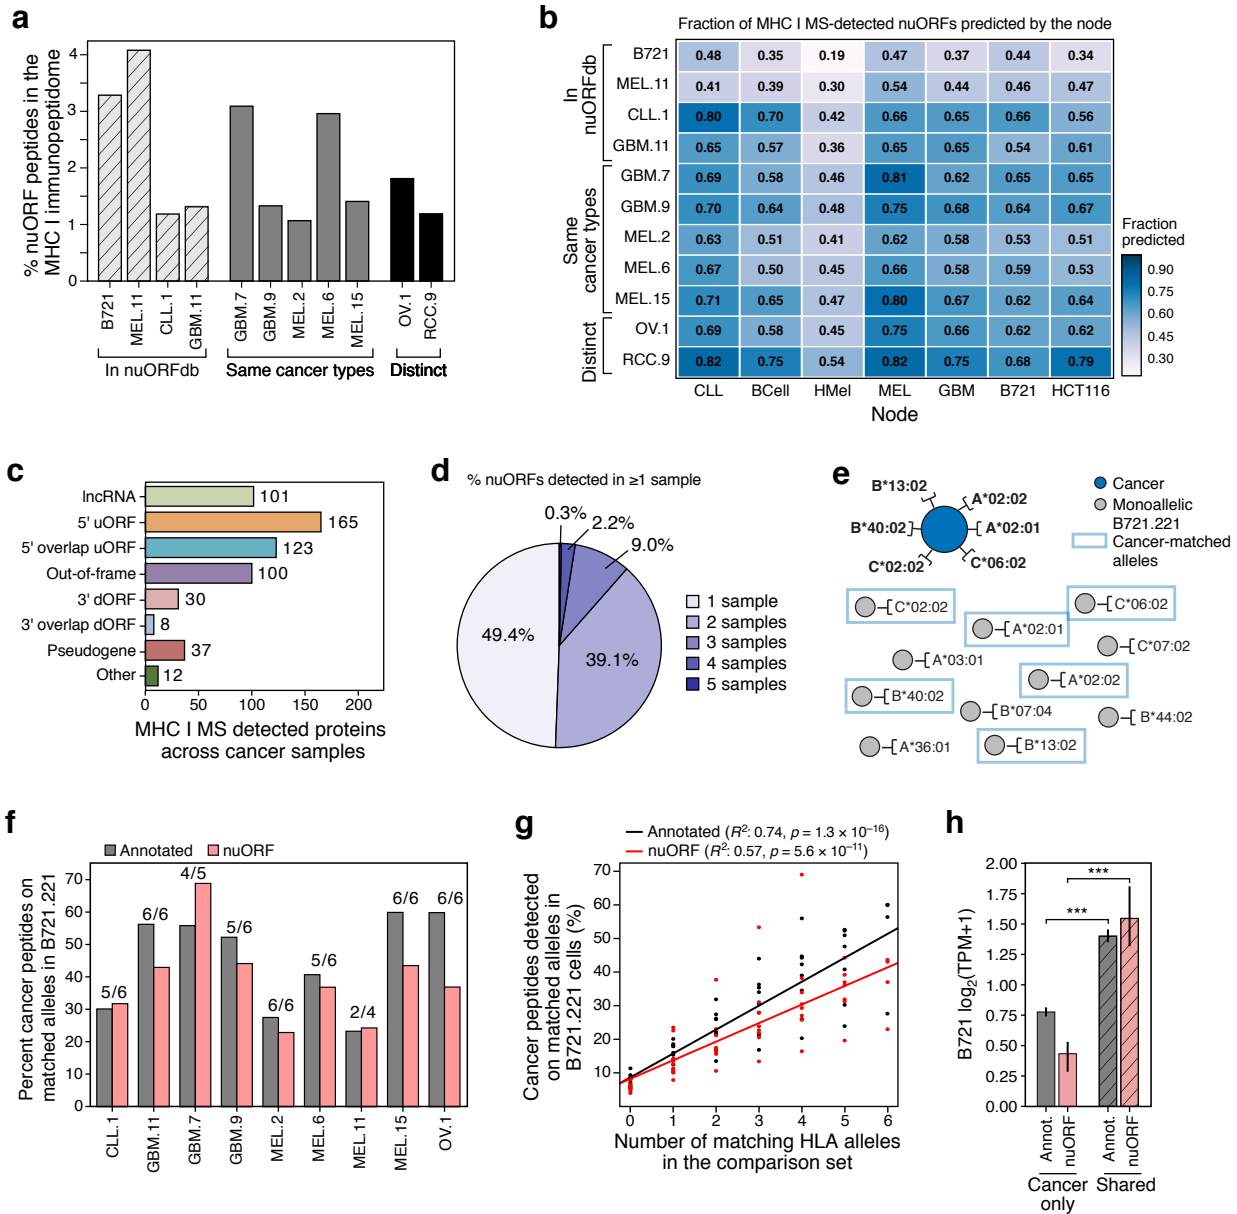 a
% nuORF peptides in the
MHC I immunopeptidome
4
3
2
1
0
B721
MEL.11
CLL.1
GBM.11
GBM.7
GBM.9
MEL.2
MEL.6
MEL.15
OV.1
RCC.9
In nuORFdb
Same cancer types
Distinct
b
Fraction of MHC I MS-detected nuORFs predicted by the node
In
nuORFdb
Same
cancer types
Distinct
B721 0.48 0.35 0.19 0.47 0.37 0.44 0.34
MEL.11 0.41 0.39 0.30 0.54 0.44 0.46 0.47
CLL.1 0.80 0.70 0.42 0.66 0.65 0.66 0.56
GBM.11 0.65 0.57 0.36 0.65 0.65 0.54 0.61
GBM.7 0.69 0.58 0.46 0.81 0.62 0.65 0.65
GBM.9 0.70 0.64 0.48 0.75 0.68 0.64 0.67
MEL.2 0.63 0.51 0.41 0.62 0.58 0.53 0.51
MEL.6 0.67 0.50 0.45 0.66 0.58 0.59 0.53
MEL.15 0.71 0.65 0.47 0.80 0.67 0.62 0.64
OV.1 0.69 0.58 0.45 0.75 0.66 0.62 0.62
RCC.9 0.82 0.75 0.54 0.82 0.75 0.68 0.79
CLL BCell HMel MEL GBM B721 HCT116
Node
Fraction
predicted
0.90
0.75
0.60
0.45
0.30
c
lncRNA 101
5' uORF 165
5' overlap uORF 123
Out-of-frame 100
3' dORF 30
3' overlap dORF 8
Pseudogene 37
Other 12
0 50 100 150 200
MHC I MS detected proteins
across cancer samples
d
% nuORFs detected in ≥1 sample
0.3%
2.2%
9.0%
49.4%
39.1%
1 sample
2 samples
3 samples
4 samples
5 samples
e
B*13:02
A*02:02
B*40:02
A*02:01
C*02:02
C*06:02
Cancer
Monoallelic
B721.221
Cancer-matched
alleles
C*02:02
C*06:02
A*02:01
C*07:02
A*03:01
A*02:02
B*40:02
B*07:04
B*44:02
A*36:01
B*13:02
f
Annotated nuORF
Percent cancer peptides on
matched alleles in B721.221
70
60
50
40
30
20
10
0
5/6
6/6
4/5
5/6
6/6
5/6
2/4
6/6
6/6
CLL.1
GBM.11
GBM.7
GBM.9
MEL.2
MEL.6
MEL.11
MEL.15
OV.1
g
Annotated (R²: 0.74, p = 1.3 × 10⁻¹⁶)
nuORF (R²: 0.57, p = 5.6 × 10⁻¹¹)
Cancer peptides detected
on matched alleles in
B721.221 cells (%)
70
60
50
40
30
20
10
0 1 2 3 4 5 6
Number of matching HLA alleles
in the comparison set
h
B721 log₂(TPM+1)
2.00
1.75
1.50
1.25
1.00
0.75
0.50
0.25
0.00
***
***
Annot.
nuORF
Annot.
nuORF
Cancer
only
Shared